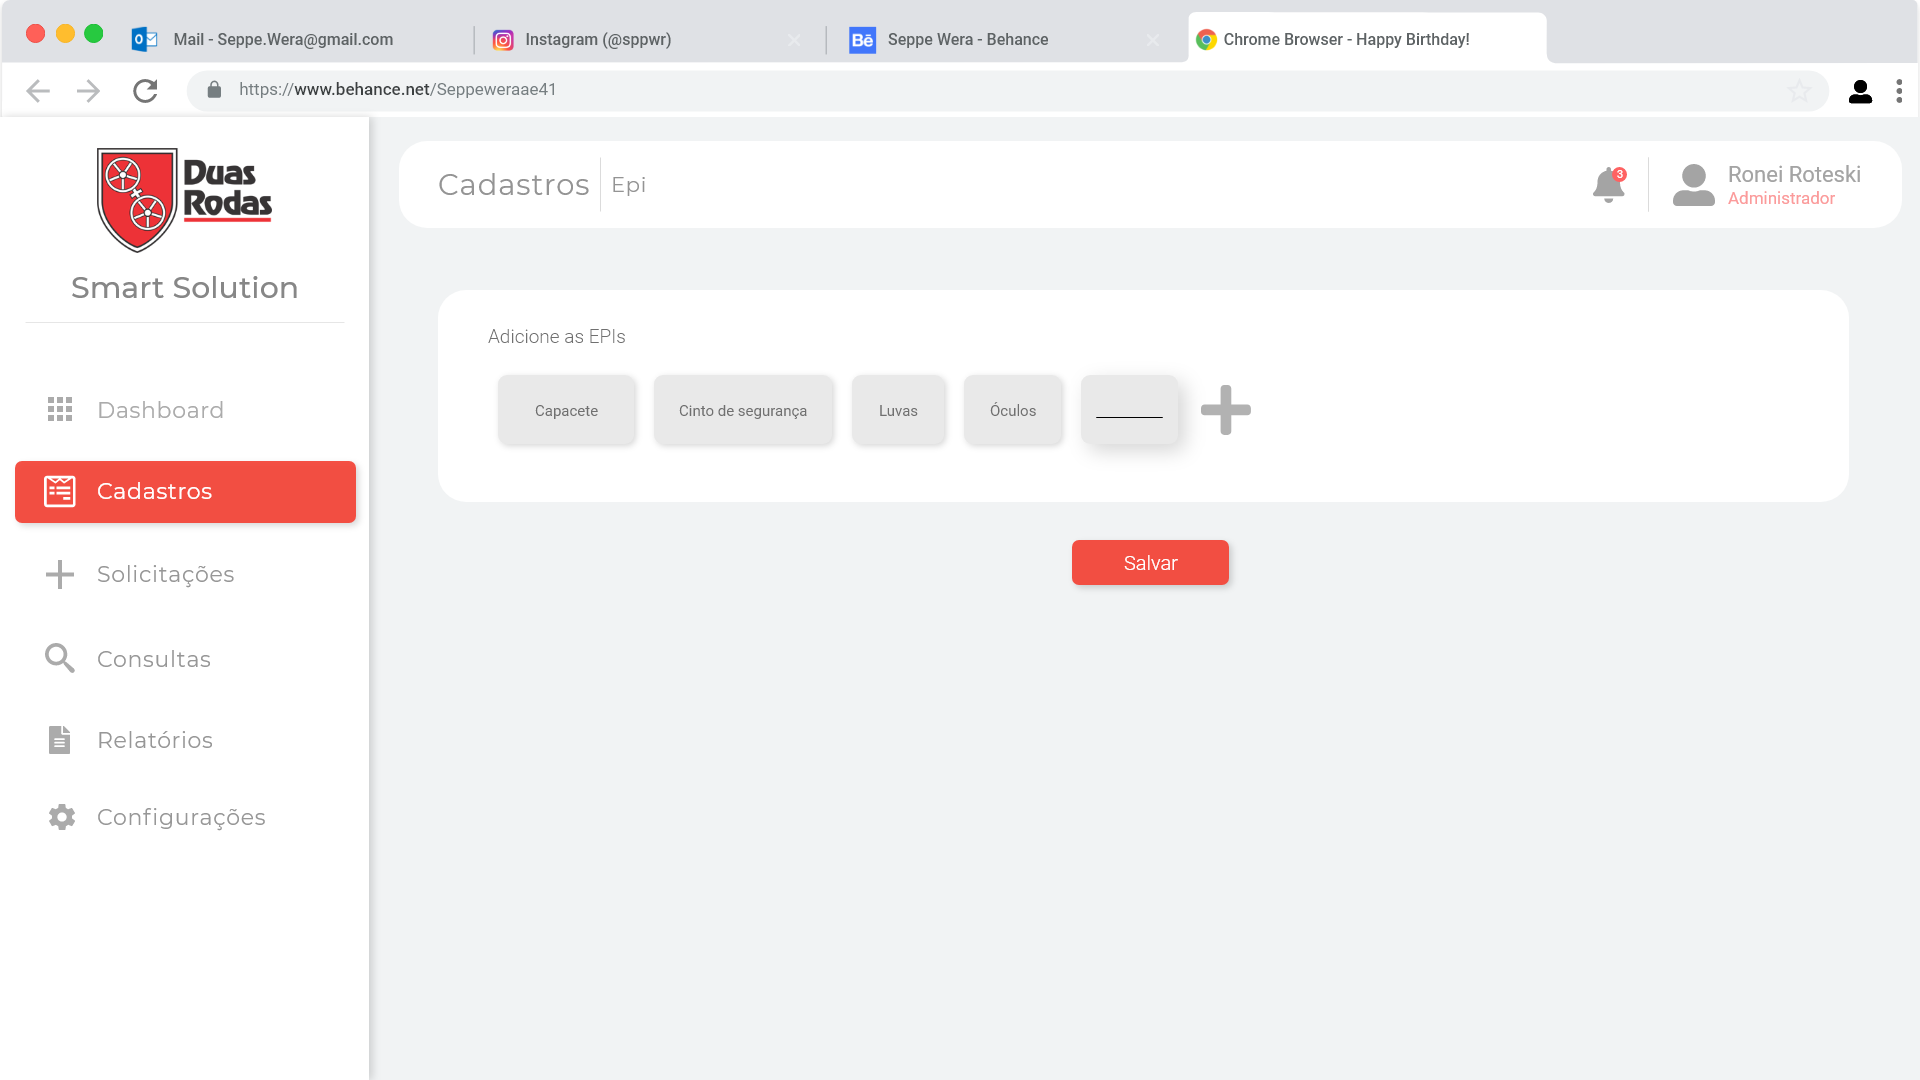 Mail - Seppe.Wera@gmail.com
Instagram (@sppwr)
Bē
Seppe Wera - Behance
Chrome Browser - Happy Birthday!
https://www.behance.net/Seppeweraae41
Duas
Rodas
Smart Solution
Dashboard
Cadastros
Solicitações
Consultas
Relatórios
Configurações
Cadastros
Epi
3
Ronei Roteski
Administrador
Adicione as EPIs
Capacete
Cinto de segurança
Luvas
Óculos
Salvar